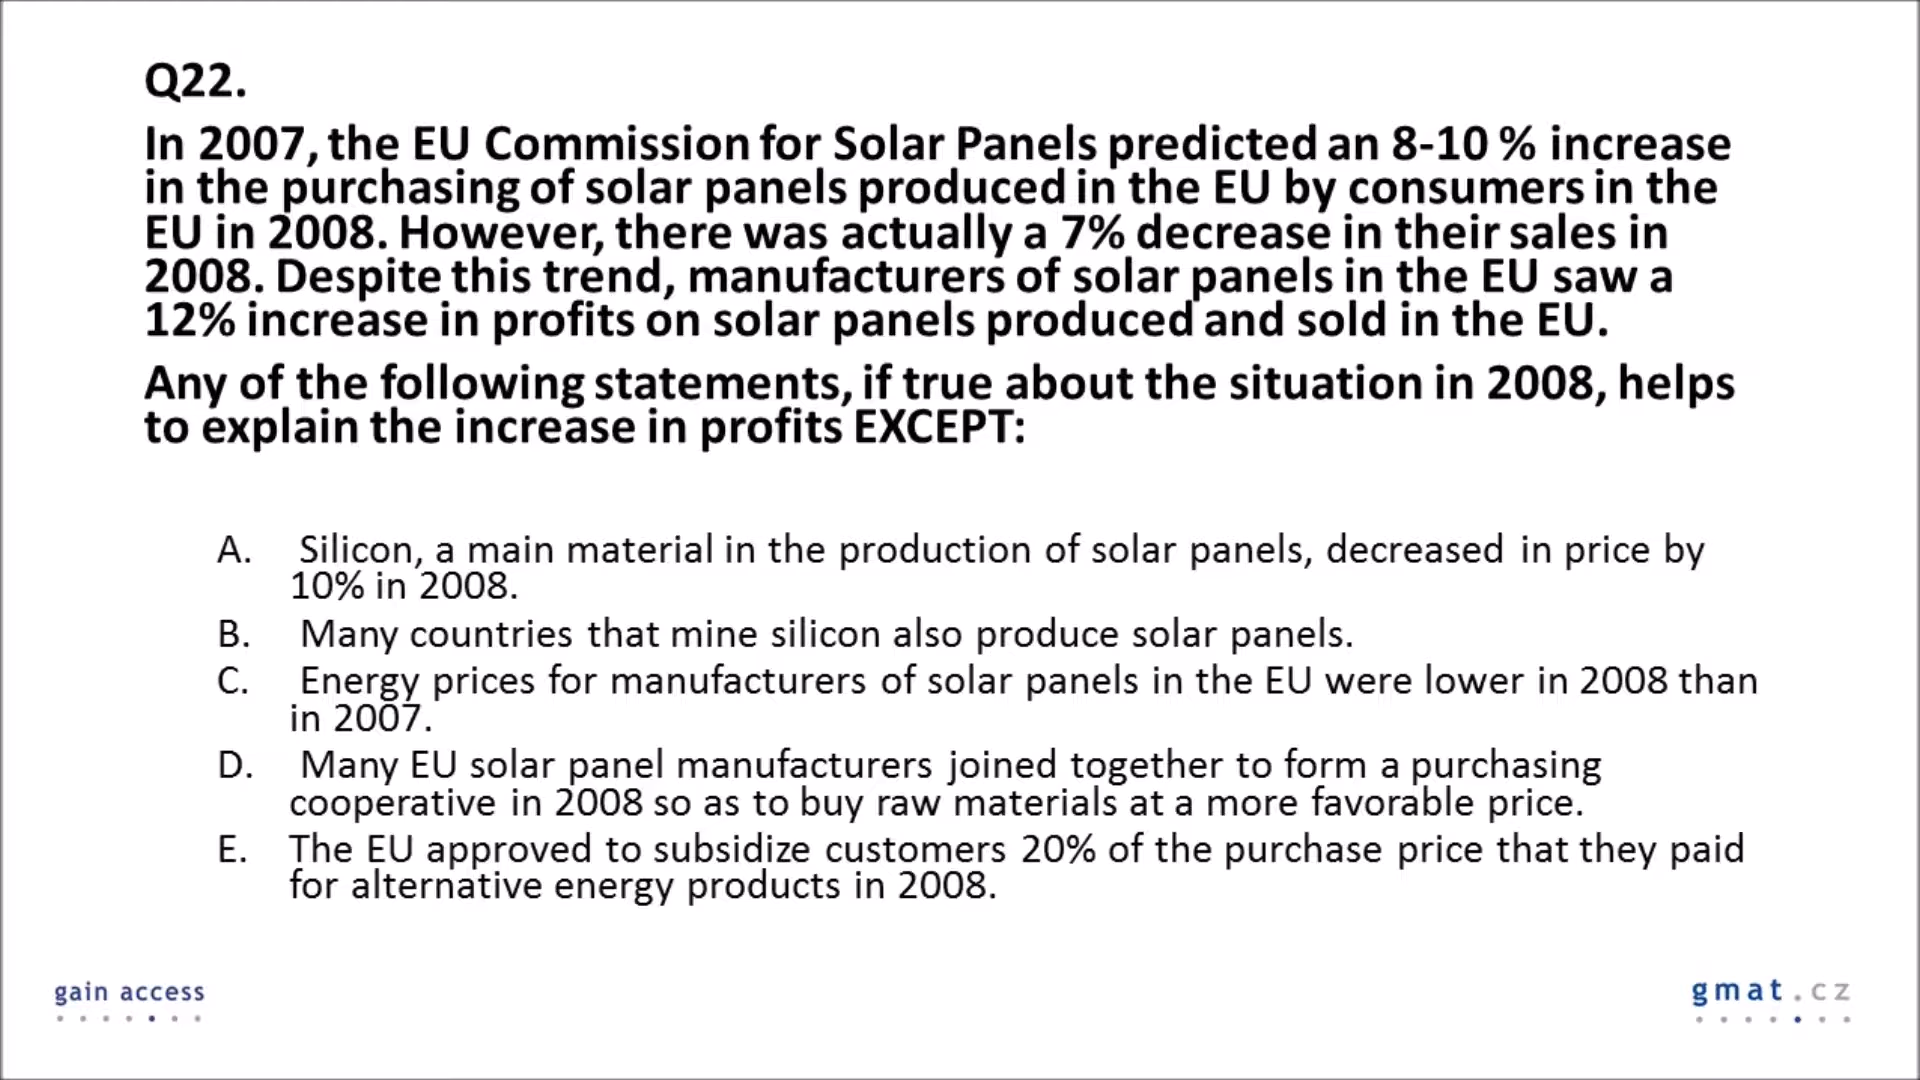 Q22.
In 2007, the EU Commission for Solar Panels predicted an 8-10 % increase
in the purchasing of solar panels produced in the EU by consumers in the
EU in 2008. However, there was actually a 7% decrease in their sales in
2008. Despite this trend, manufacturers of solar panels in the EU saw a
12% increase in profits on solar panels produced and sold in the EU.
Any of the following statements, if true about the situation in 2008, helps
to explain the increase in profits EXCEPT:
A. Silicon, a main material in the production of solar panels, decreased in price by
10% in 2008.
B. Many countries that mine silicon also produce solar panels.
C. Energy prices for manufacturers of solar panels in the EU were lower in 2008 than
in 2007.
D. Many EU solar panel manufacturers joined together to form a purchasing
cooperative in 2008 so as to buy raw materials at a more favorable price.
E. The EU approved to subsidize customers 20% of the purchase price that they paid
for alternative energy products in 2008.
gain access
gmat.cz